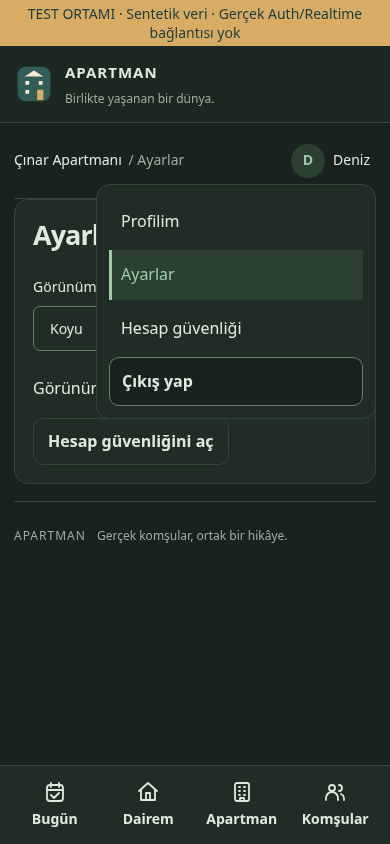 TEST ORTAMI · Sentetik veri · Gerçek Auth/Realtime
bağlantısı yok
APARTMAN
Birlikte yaşanan bir dünya.
Çınar Apartmanı / Ayarlar
D Deniz
Profilim
Ayarlar
Hesap güvenliği
Çıkış yap
Görünüm
Koyu
Hesap güvenliğini aç
APARTMAN Gerçek komşular, ortak bir hikâye.
Bugün
Dairem
Apartman
Komşular